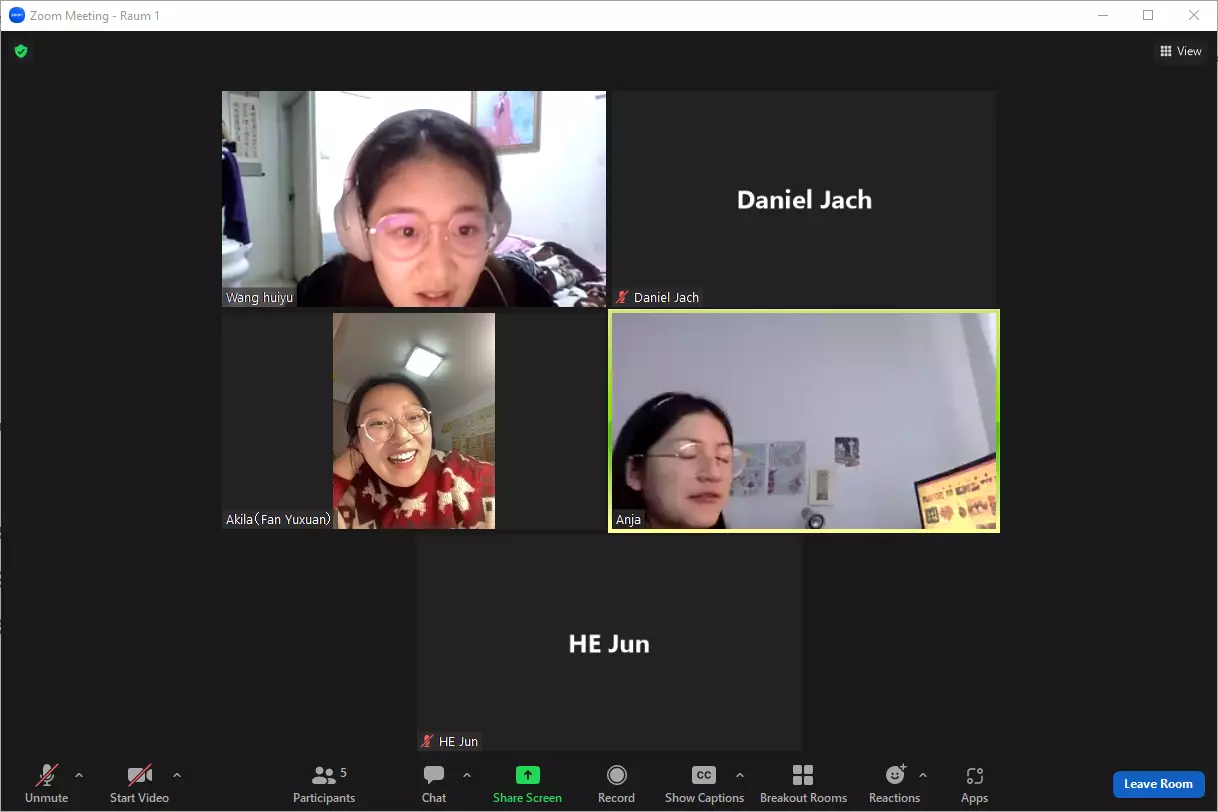 zoom Zoom Meeting - Raum 1
View
Wang huiyu
Daniel Jach
Daniel Jach
Akila(Fan Yuxuan)
Anja
HE Jun
HE Jun
Unmute
Start Video
5
Participants
Chat
Share Screen
Record
CC
Show Captions
Breakout Rooms
Reactions
Apps
Leave Room